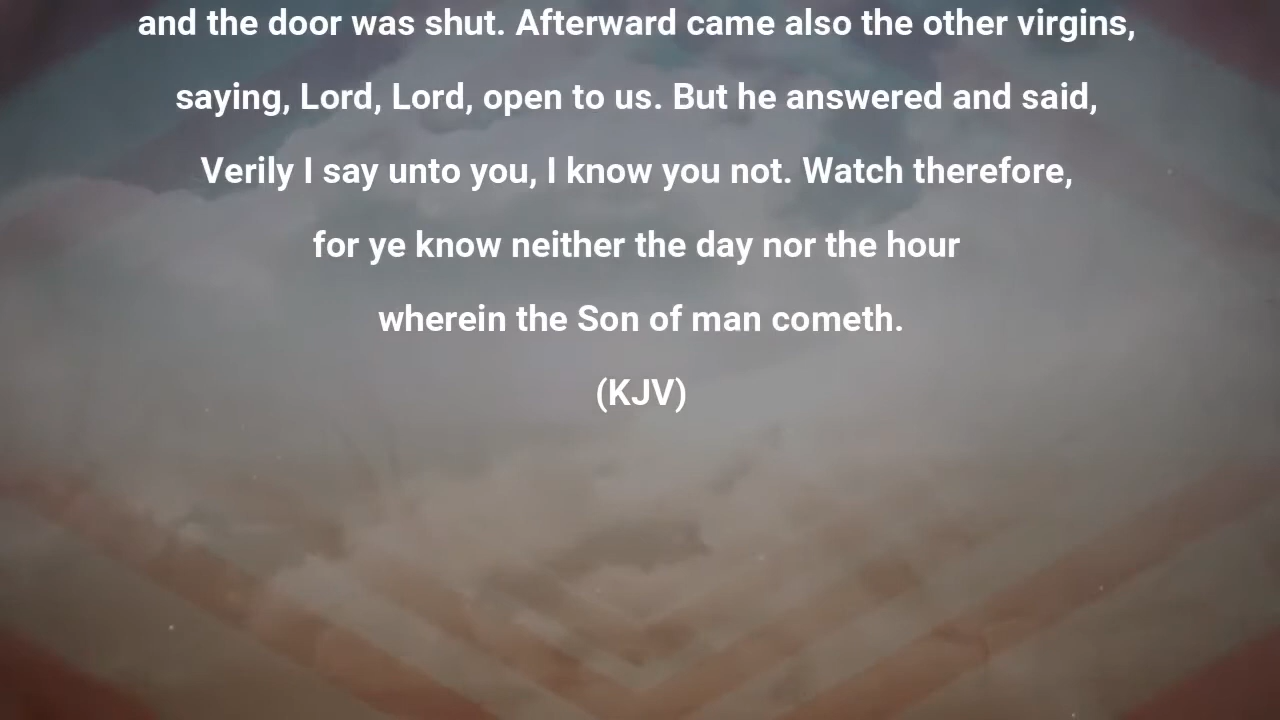 and the door was shut. Afterward came also the other virgins,
saying, Lord, Lord, open to us. But he answered and said,
Verily I say unto you, I know you not. Watch therefore,
for ye know neither the day nor the hour
wherein the Son of man cometh.
(KJV)